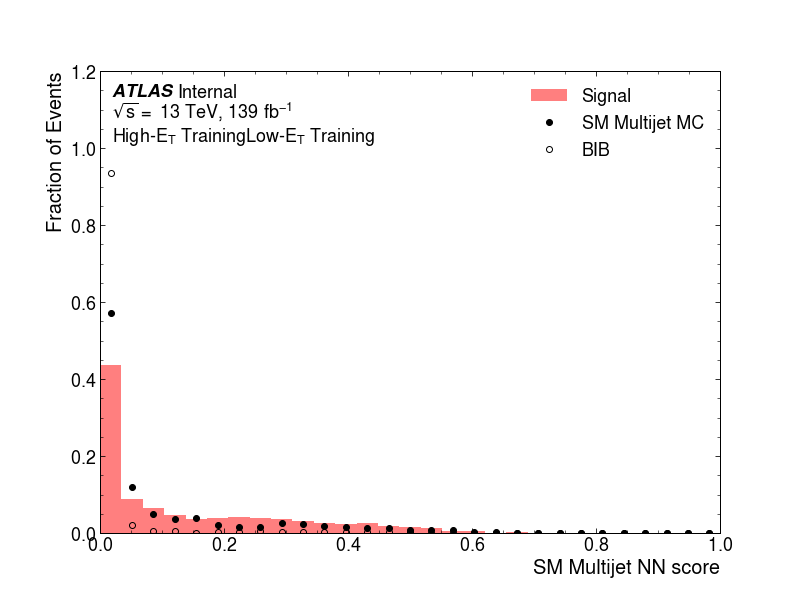 1.2
1.0
0.8
0.6
0.4
0.2
0.0
Fraction of Events
ATLAS Internal
√s = 13 TeV, 139 fb⁻¹
High-E_T TrainingLow-E_T Training
Signal
SM Multijet MC
BIB
0.0 0.2 0.4 0.6 0.8 1.0
SM Multijet NN score